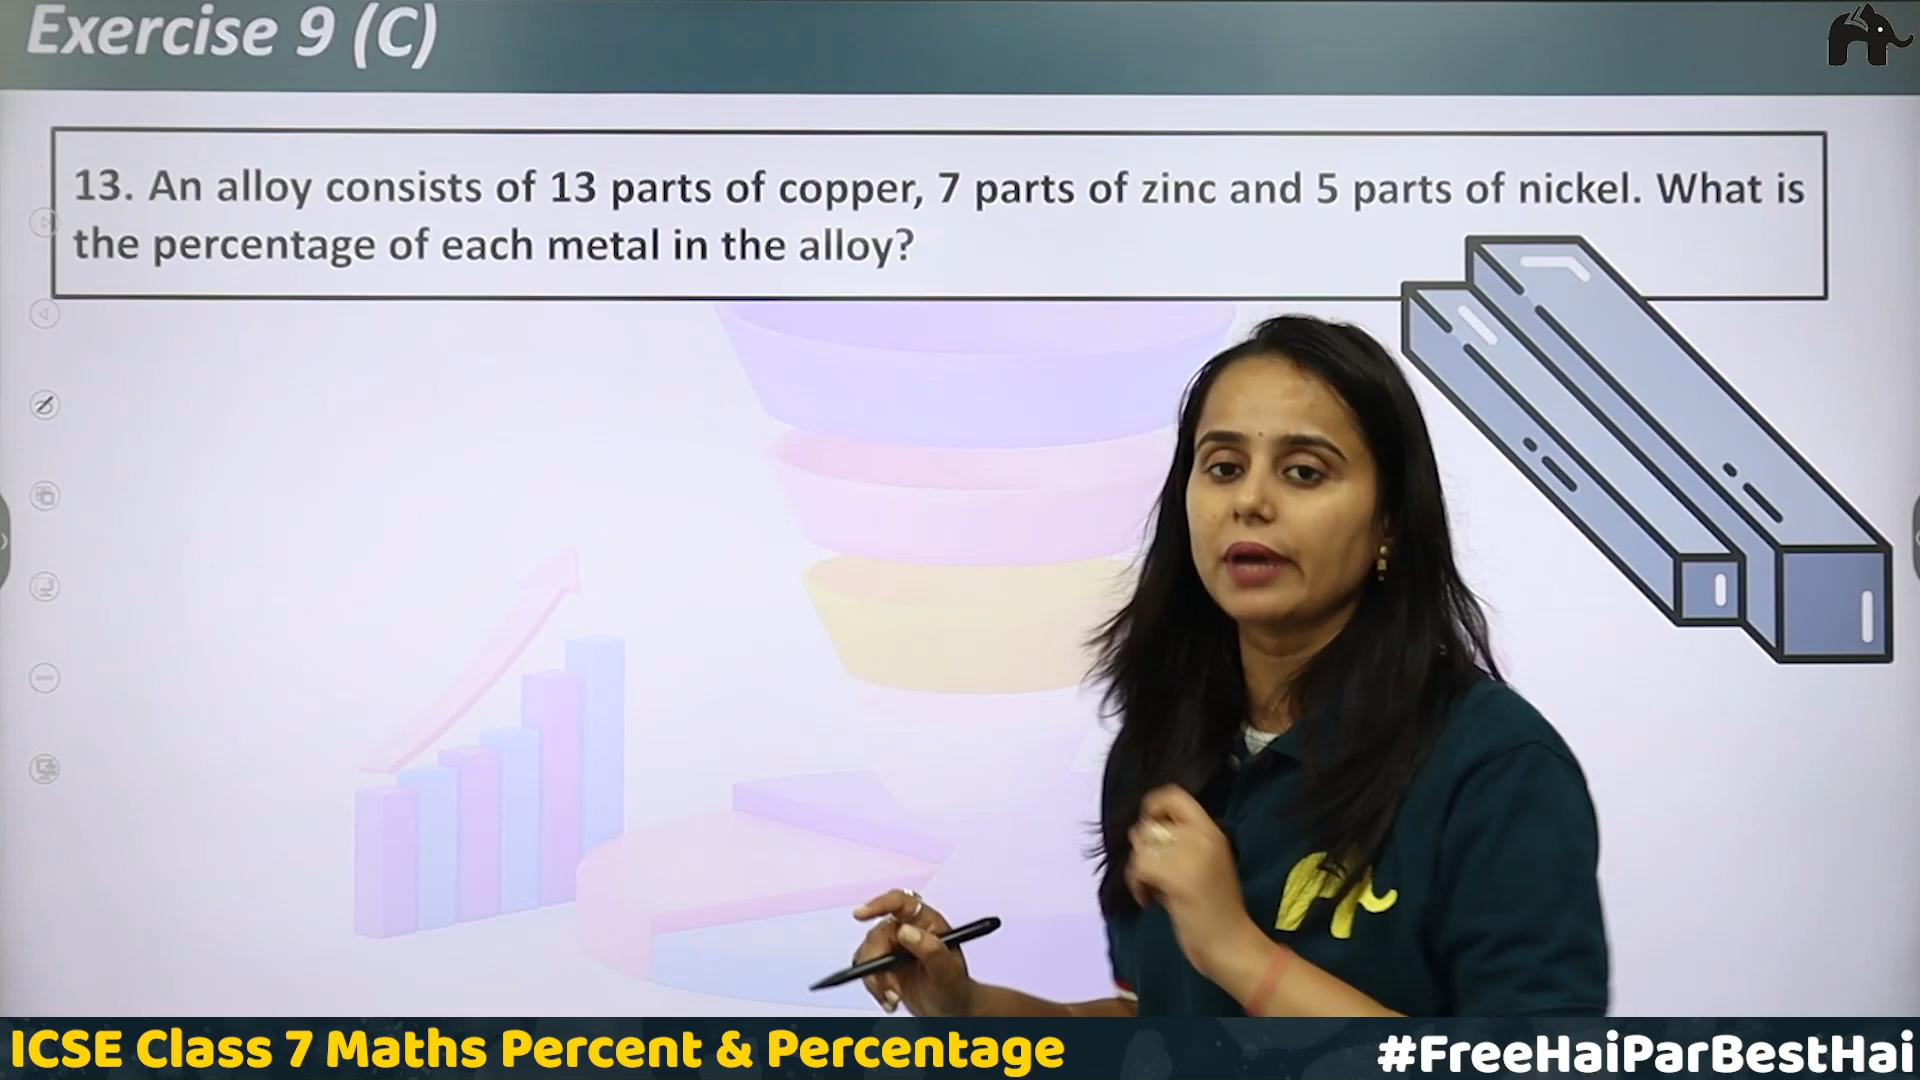 Exercise 9 (C)
13. An alloy consists of 13 parts of copper, 7 parts of zinc and 5 parts of nickel. What is
the percentage of each metal in the alloy?
ICSE Class 7 Maths Percent & Percentage
#FreeHaiParBestHai